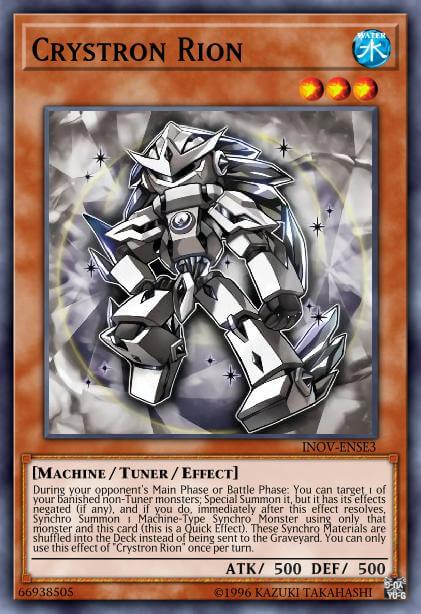 Crystron Rion
WATER
水
INOV-ENSE3
[Machine / Tuner / Effect]
During your opponent's Main Phase or Battle Phase: You can target 1 of
your banished non-Tuner monsters; Special Summon it, but it has its effects
negated (if any), and if you do, immediately after this effect resolves,
Synchro Summon 1 Machine-Type Synchro Monster using only that
monster and this card (this is a Quick Effect). These Synchro Materials are
shuffled into the Deck instead of being sent to the Graveyard. You can only
use this effect of "Crystron Rion" once per turn.
ATK/ 500 DEF/ 500
66938505
©1996 KAZUKI TAKAHASHI